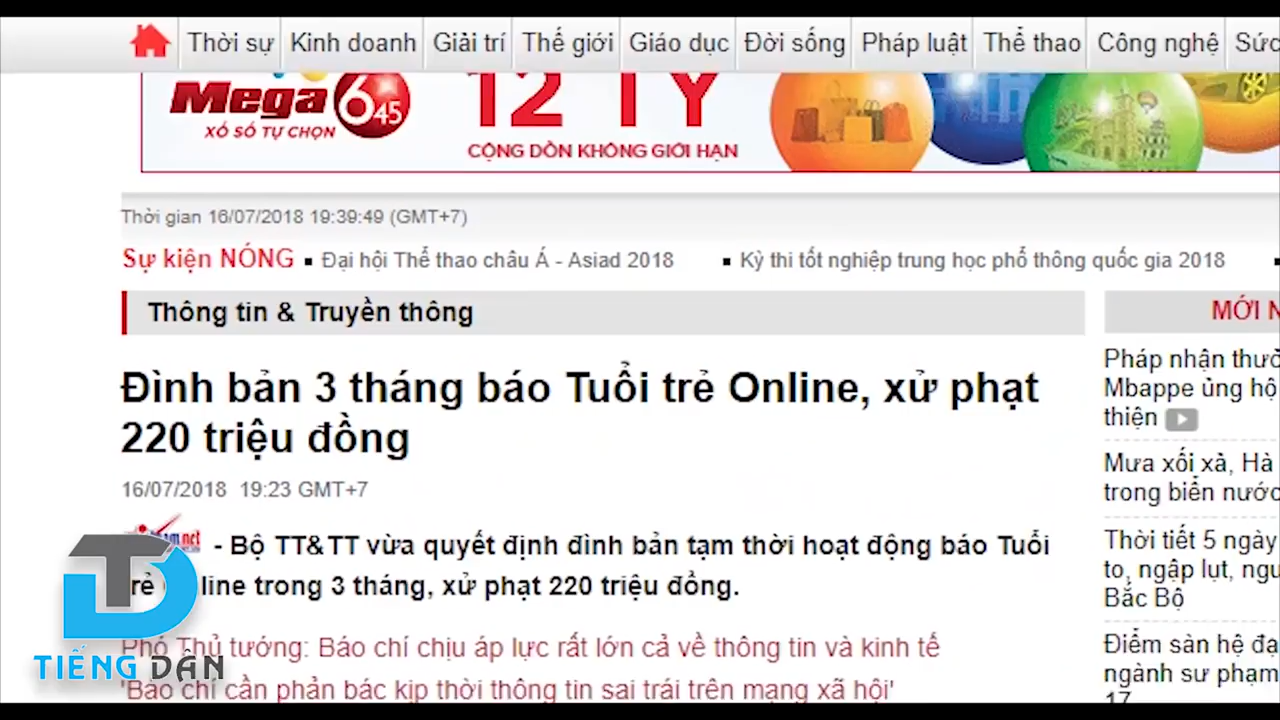 Thời sự Kinh doanh Giải trí Thế giới Giáo dục Đời sống Pháp luật Thể thao Công nghệ
Mega 6/45
XỔ SỐ TỰ CHỌN
12 TỶ
CỘNG DỒN KHÔNG GIỚI HẠN
Thời gian 16/07/2018 19:39:49 (GMT+7)
Sự kiện NÓNG ▪ Đại hội Thể thao châu Á - Asiad 2018 ▪ Kỳ thi tốt nghiệp trung học phổ thông quốc gia 2018
Thông tin & Truyền thông
Đình bản 3 tháng báo Tuổi trẻ Online, xử phạt
220 triệu đồng
16/07/2018 19:23 GMT+7
- Bộ TT&TT vừa quyết định đình bản tạm thời hoạt động báo Tuổi
trẻ Online trong 3 tháng, xử phạt 220 triệu đồng.
Phó Thủ tướng: Báo chí chịu áp lực rất lớn cả về thông tin và kinh tế
'Báo chí cần phản bác kịp thời thông tin sai trái trên mạng xã hội'
MỚI
Pháp nhận
Mbappe ủng hộ
thiện
Mưa xối xả, Hà
trong biển nước
Thời tiết 5 ngày
to, ngập lụt,
Bắc Bộ
Điểm sàn hệ
ngành sư phạm
17
TIẾNG DÂN